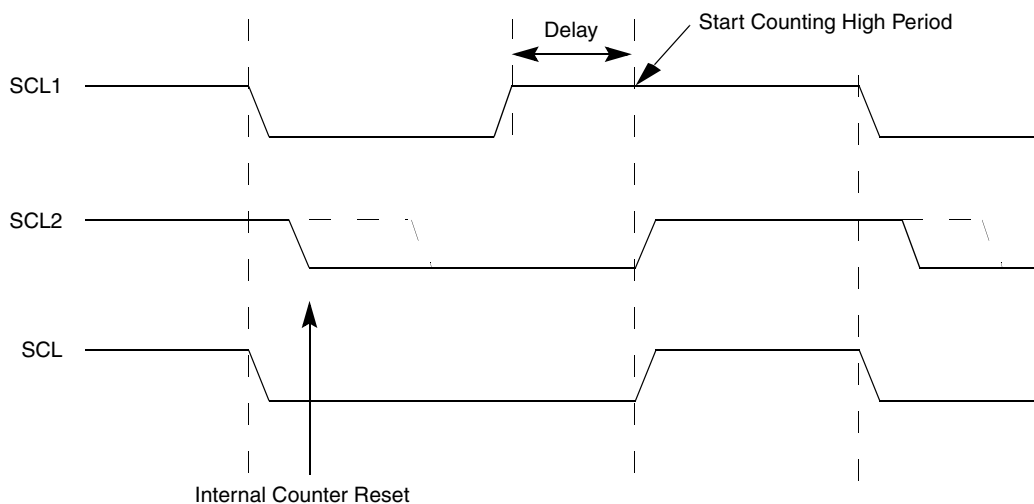 Start Counting High Period
Delay
SCL1
SCL2
SCL
Internal Counter Reset